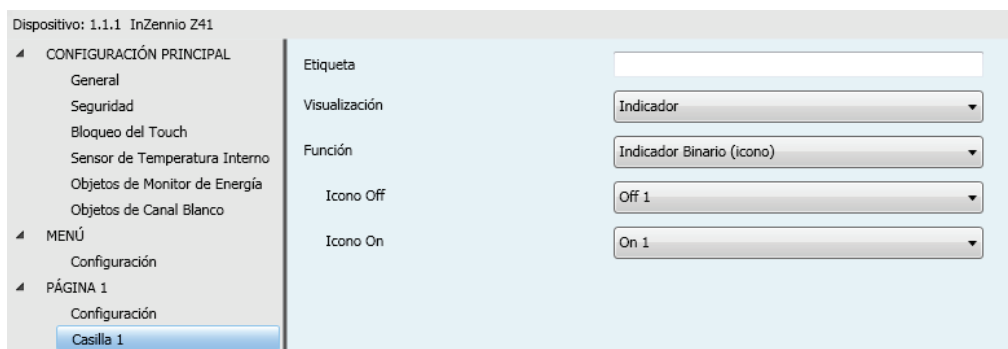 Dispositivo: 1.1.1 InZennio Z41
CONFIGURACIÓN PRINCIPAL
General
Seguridad
Bloqueo del Touch
Sensor de Temperatura Interno
Objetos de Monitor de Energía
Objetos de Canal Blanco
MENÚ
Configuración
PÁGINA 1
Configuración
Casilla 1
Etiqueta
Visualización Indicador
Función Indicador Binario (icono)
Icono Off Off 1
Icono On On 1